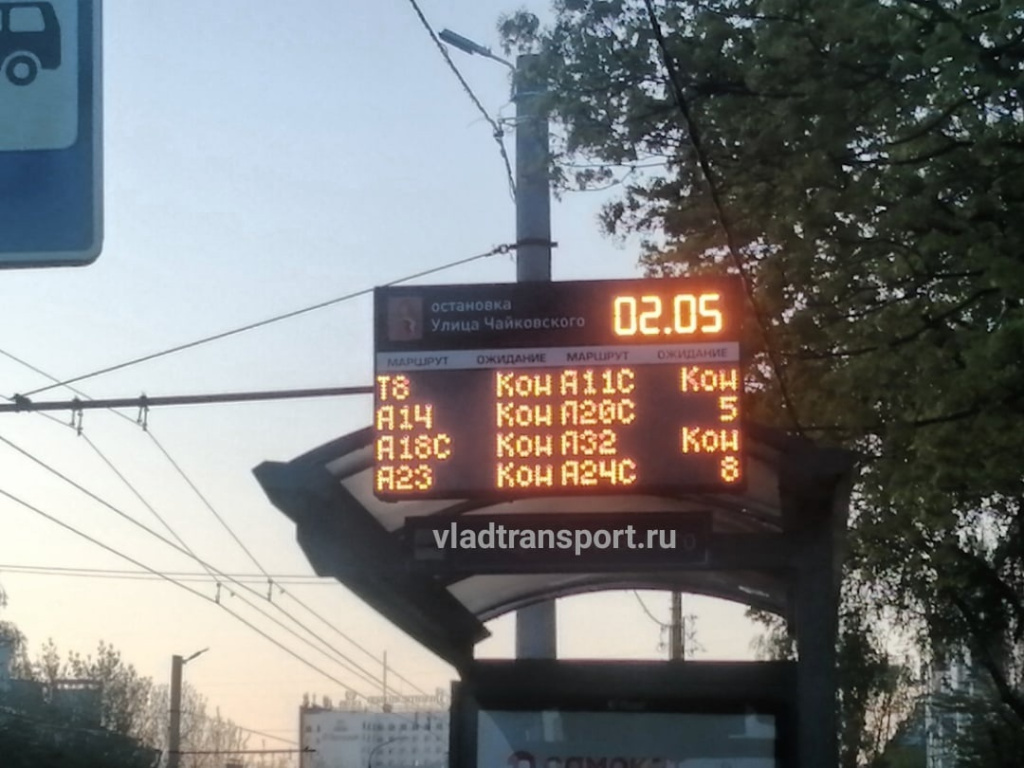 остановка
Улица Чайковского
02.05
МАРШРУТ ОЖИДАНИЕ МАРШРУТ ОЖИДАНИЕ
Т8 Кон А11С Кон
А14 Кон А20С 5
А18С Кон А32 Кон
А23 Кон А24С 8
vladtransport.ru
САМОКАТ